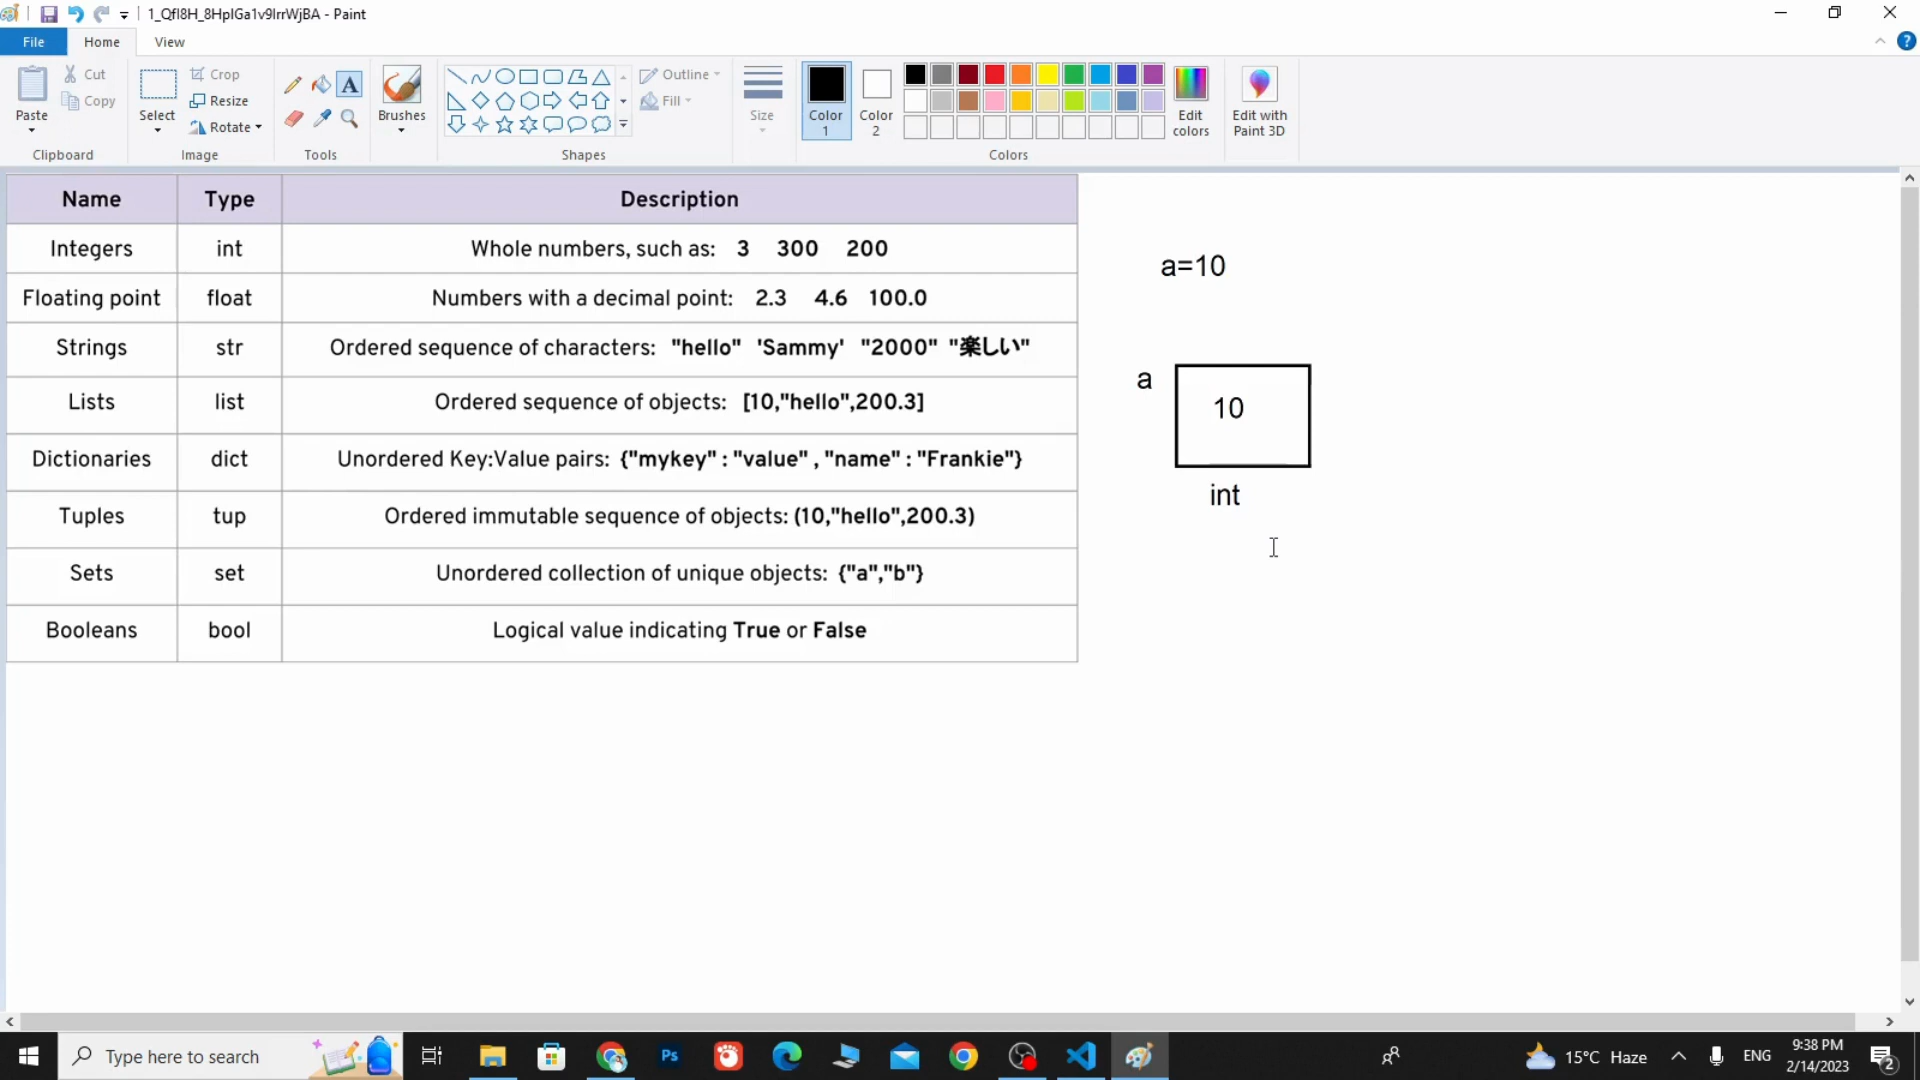 1_Qfl8H_8HpIGa1v9IrrWjBA - Paint
File Home View
Paste
Cut
Copy
Clipboard
Select
Crop
Resize
Rotate
Image
A
Tools
Brushes
Shapes
Outline
Fill
Size
Color 1
Color 2
Edit colors
Colors
Edit with Paint 3D
Name Type Description
Integers int Whole numbers, such as: 3 300 200
Floating point float Numbers with a decimal point: 2.3 4.6 100.0
Strings str Ordered sequence of characters: "hello" 'Sammy' "2000" "楽しい"
Lists list Ordered sequence of objects: [10,"hello",200.3]
Dictionaries dict Unordered Key:Value pairs: {"mykey" : "value" , "name" : "Frankie"}
Tuples tup Ordered immutable sequence of objects: (10,"hello",200.3)
Sets set Unordered collection of unique objects: {"a","b"}
Booleans bool Logical value indicating True or False
a=10
a
10
int
Type here to search
Ps
15°C Haze
ENG
9:38 PM
2/14/2023
2